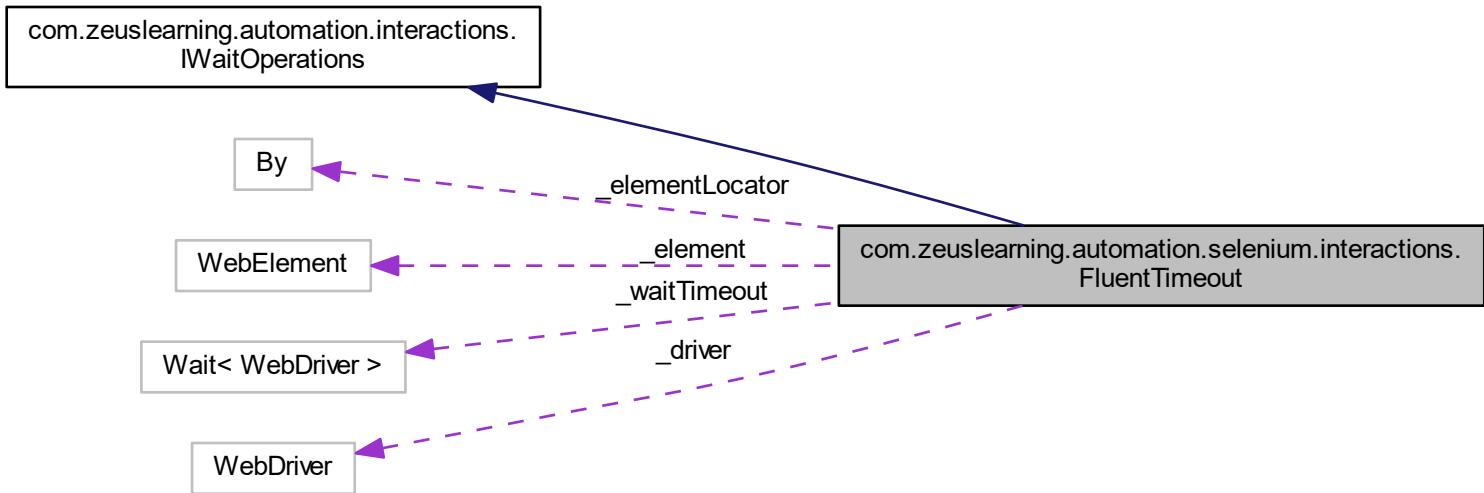 com.zeuslearning.automation.interactions.
IWaitOperations
By
_elementLocator
WebElement
_element
com.zeuslearning.automation.selenium.interactions.
FluentTimeout
_waitTimeout
Wait< WebDriver >
_driver
WebDriver